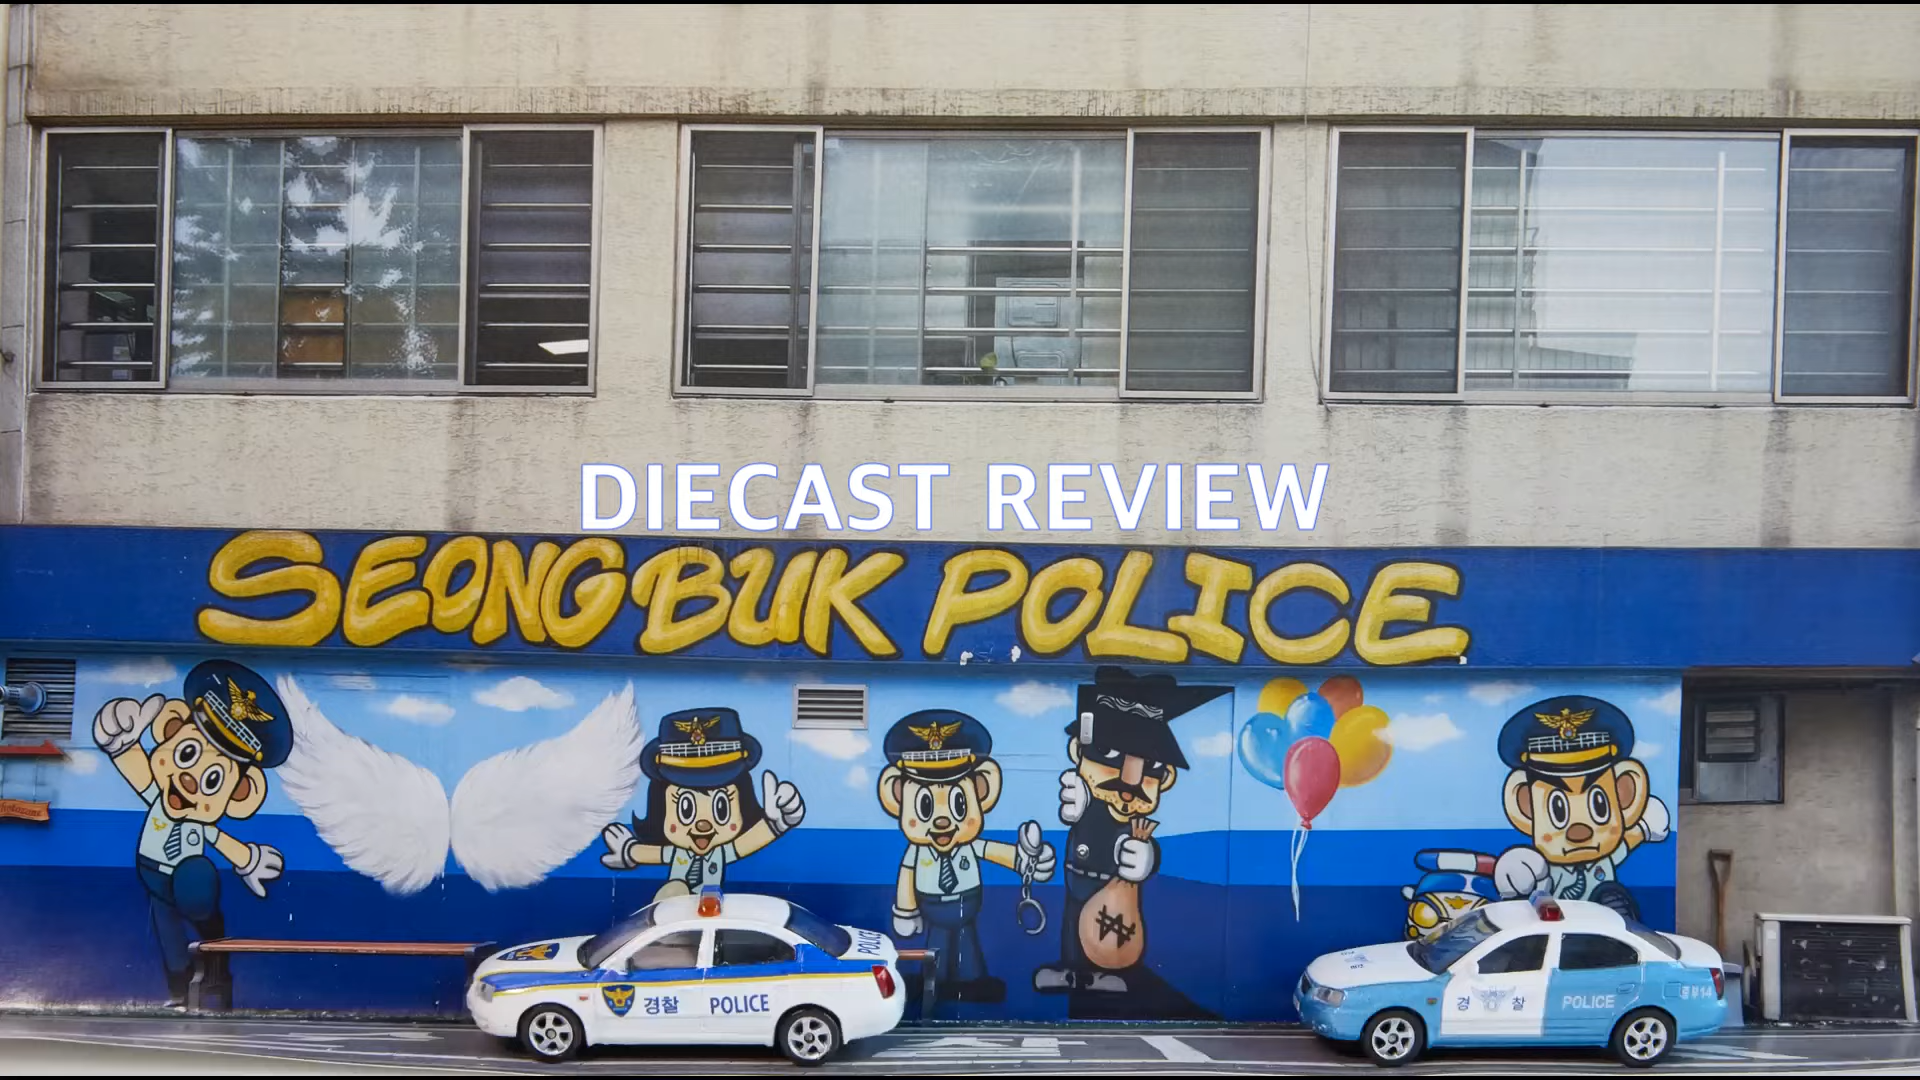 DIECAST REVIEW
SEONGBUK POLICE
POLICE
경찰 POLICE
경 찰 POLICE